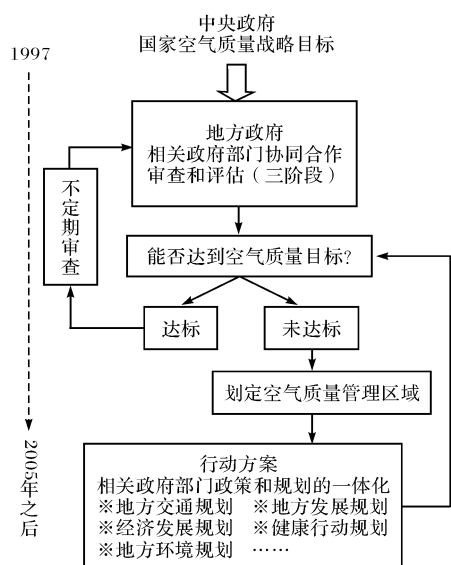 中央政府
国家空气质量战略目标
1997
地方政府
相关政府部门协同合作
审查和评估（三阶段）
不定期审查
能否达到空气质量目标？
达标
未达标
划定空气质量管理区域
行动方案
相关政府部门政策和规划的一体化
※地方交通规划 ※地方发展规划
※经济发展规划 ※健康行动规划
※地方环境规划 ……
2005年之后